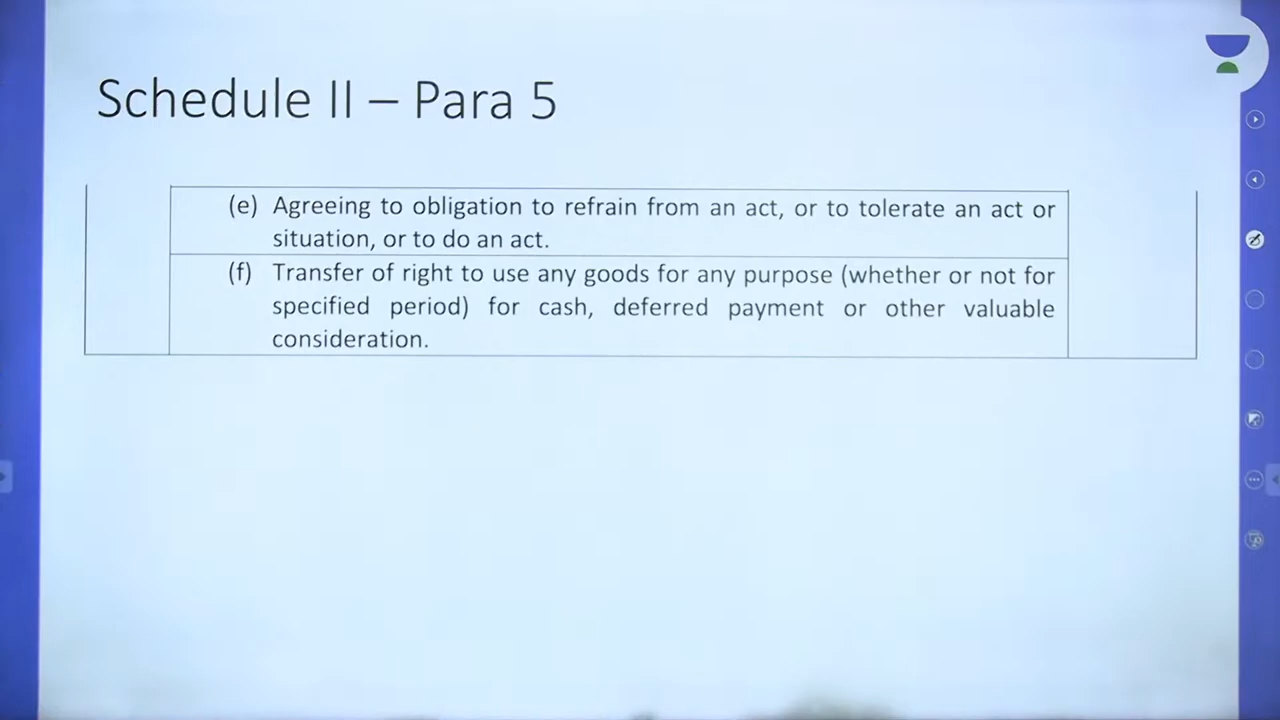 Schedule II – Para 5
(e) Agreeing to obligation to refrain from an act, or to tolerate an act or
situation, or to do an act.
(f) Transfer of right to use any goods for any purpose (whether or not for
specified period) for cash, deferred payment or other valuable
consideration.